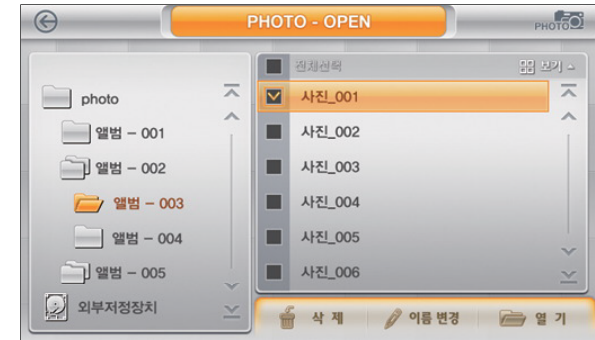 PHOTO - OPEN
PHOTO
photo
앨범 – 001
앨범 – 002
앨범 – 003
앨범 – 004
앨범 – 005
외부저정장치
전체선택
보기
사진_001
사진_002
사진_003
사진_004
사진_005
사진_006
삭 제
이름 변경
열 기